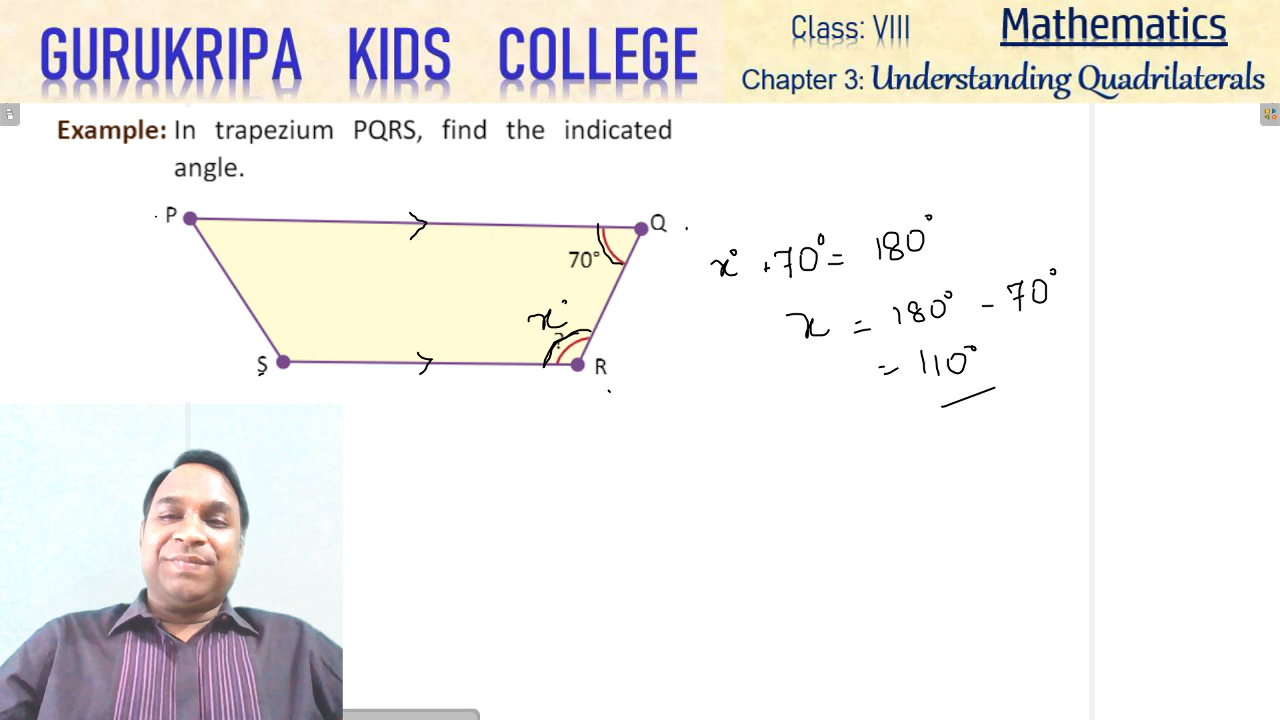 GURUKRIPA KIDS COLLEGE
Class: VIII Mathematics
Chapter 3: Understanding Quadrilaterals
Example: In trapezium PQRS, find the indicated
angle.
P
Q
70°
x°
?
S
R
x° + 70° = 180°
x = 180° - 70°
= 110°